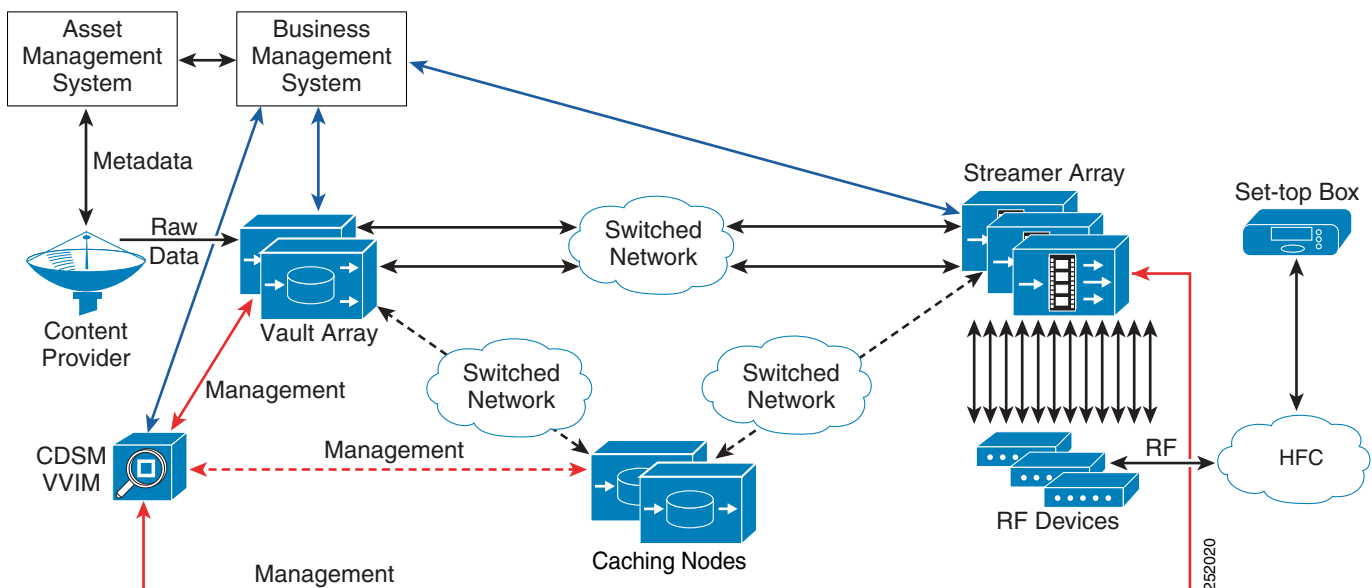 Asset
Management
System
Business
Management
System
Metadata
Streamer Array
Set-top Box
Raw
Data
Switched
Network
Content
Provider
Vault Array
Management
Switched
Network
Switched
Network
CDSM
VVIM
Management
RF
HFC
RF Devices
Caching Nodes
Management
252020